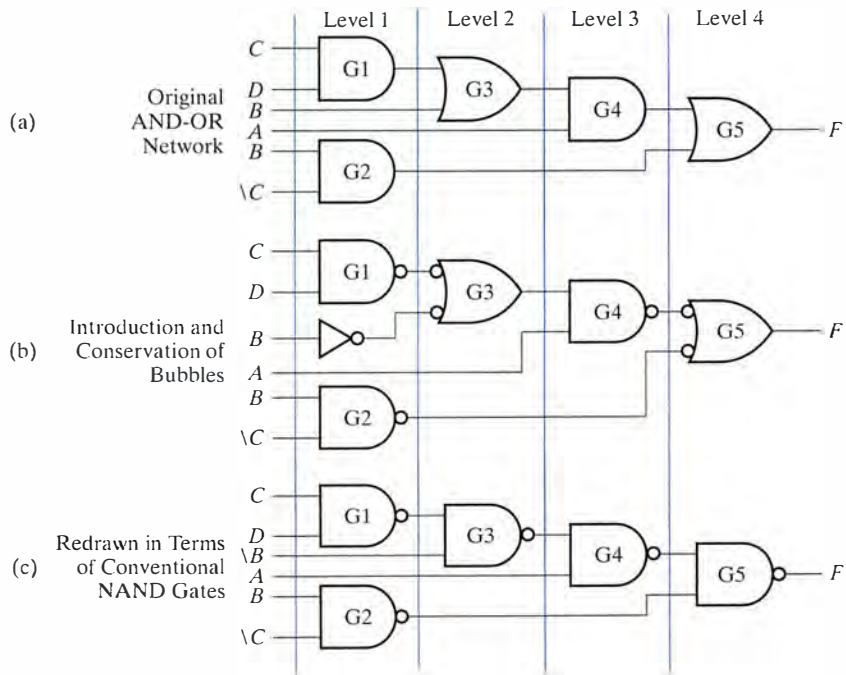 Level 1 Level 2 Level 3 Level 4
(a)
Original
AND-OR
Network
C
D
B
A
B
\C
G1
G2
G3
G4
G5
F
(b)
Introduction and
Conservation of
Bubbles
C
D
B
A
B
\C
G1
G2
G3
G4
G5
F
(c)
Redrawn in Terms
of Conventional
NAND Gates
C
D
\B
A
B
\C
G1
G2
G3
G4
G5
F